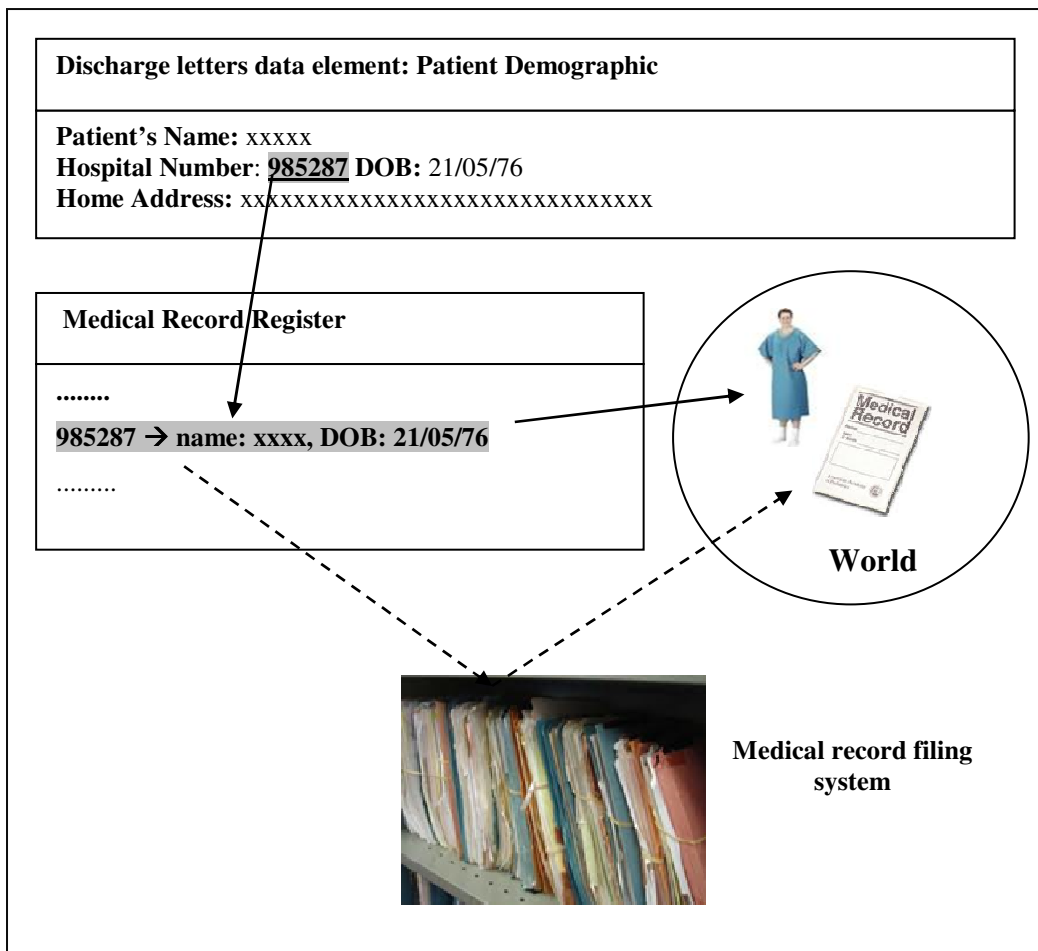 Discharge letters data element: Patient Demographic
Patient’s Name: xxxxx
Hospital Number: 985287 DOB: 21/05/76
Home Address: xxxxxxxxxxxxxxxxxxxxxxxxxxxxxxx
Medical Record Register
........
985287 → name: xxxx, DOB: 21/05/76
.........
Medical
Record
World
Medical record filing
system